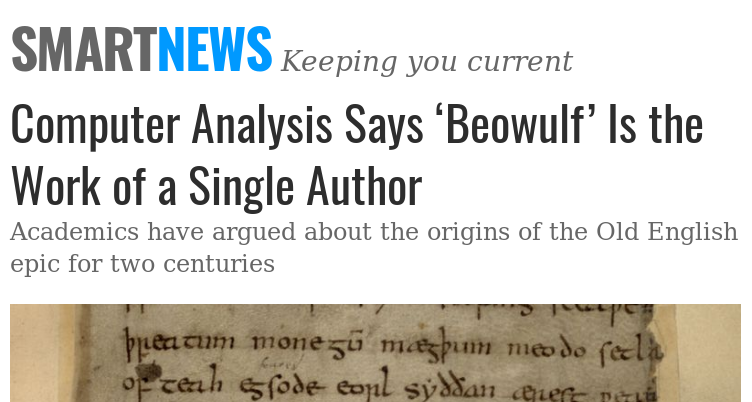 SMARTNEWS Keeping you current
Computer Analysis Says ‘Beowulf’ Is the
Work of a Single Author
Academics have argued about the origins of the Old English
epic for two centuries
þreatum monegū mægþum meodo setla
of teah egsode eorl syððan ærest